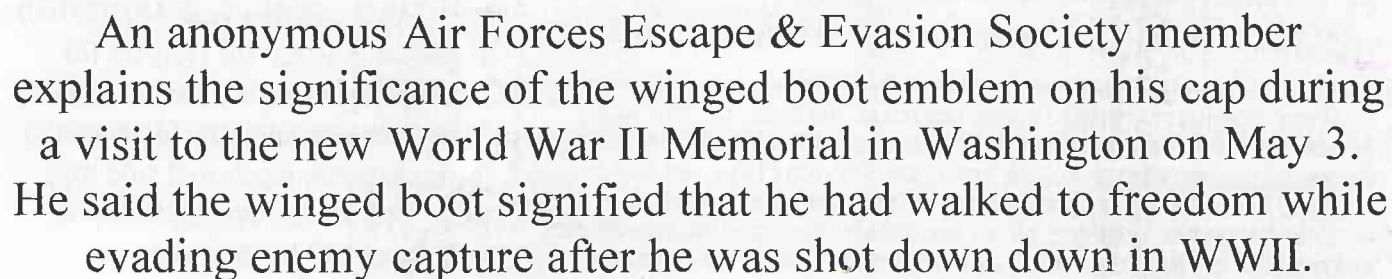 An anonymous Air Forces Escape & Evasion Society member
explains the significance of the winged boot emblem on his cap during
a visit to the new World War II Memorial in Washington on May 3.
He said the winged boot signified that he had walked to freedom while
evading enemy capture after he was shot down down in WWII.